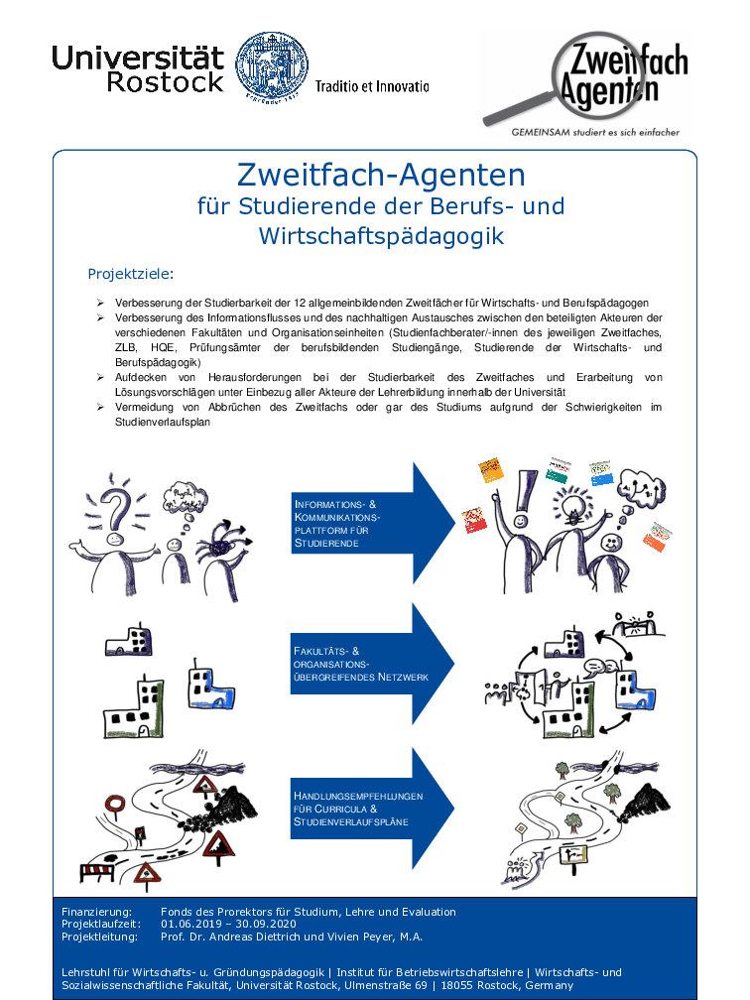 Universität
Rostock
Traditio et Innovatio
Zweitfach
Agenten
GEMEINSAM studiert es sich einfacher
Zweitfach-Agenten
für Studierende der Berufs- und
Wirtschaftspädagogik
Projektziele:
➢ Verbesserung der Studierbarkeit der 12 allgemeinbildenden Zweitfächer für Wirtschafts- und Berufspädagogen
➢ Verbesserung des Informationsflusses und des nachhaltigen Austausches zwischen den beteiligten Akteuren der
verschiedenen Fakultäten und Organisationseinheiten (Studienfachberater/-innen des jeweiligen Zweitfaches,
ZLB, HQE, Prüfungsämter der berufsbildenden Studiengänge, Studierende der Wirtschafts- und
Berufspädagogik)
➢ Aufdecken von Herausforderungen bei der Studierbarkeit des Zweitfaches und Erarbeitung von
Lösungsvorschlägen unter Einbezug aller Akteure der Lehrerbildung innerhalb der Universität
➢ Vermeidung von Abbrüchen des Zweitfachs oder gar des Studiums aufgrund der Schwierigkeiten im
Studienverlaufsplan
?
!
INFORMATIONS- &
KOMMUNIKATIONS-
PLATTFORM FÜR
STUDIERENDE
FAKULTÄTS- &
ORGANISATIONS-
ÜBERGREIFENDES NETZWERK
HANDLUNGSEMPFEHLUNGEN
FÜR CURRICULA &
STUDIENVERLAUFSPLÄNE
Finanzierung: Fonds des Prorektors für Studium, Lehre und Evaluation
Projektlaufzeit: 01.06.2019 – 30.09.2020
Projektleitung: Prof. Dr. Andreas Diettrich und Vivien Peyer, M.A.
Lehrstuhl für Wirtschafts- u. Gründungspädagogik | Institut für Betriebswirtschaftslehre | Wirtschafts- und
Sozialwissenschaftliche Fakultät, Universität Rostock, Ulmenstraße 69 | 18055 Rostock, Germany